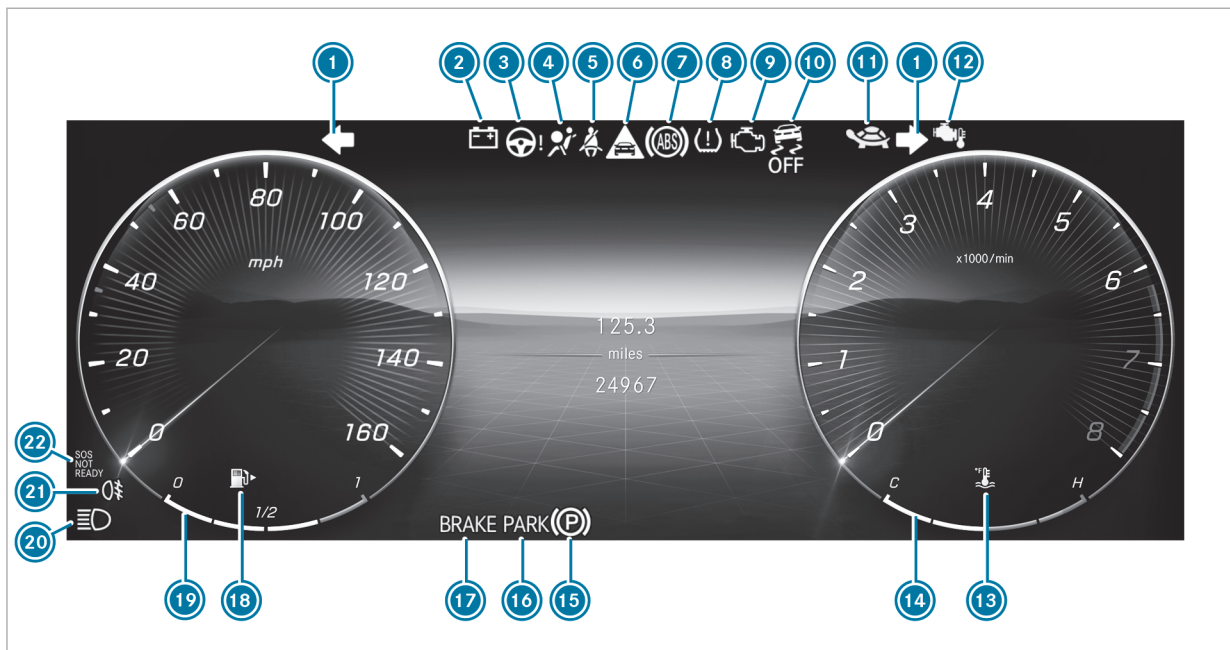 1 2 3 4 5 6 7 8 9 10 11 1 12
ABS
OFF
0 20 40 60 80 100 120 140 160
mph
125.3
miles
24967
0 1 2 3 4 5 6 7 8
x1000/min
22
SOS
NOT
READY
21
20
0 1/2 1
19 18
BRAKE PARK P
17 16 15
C °F H
14 13